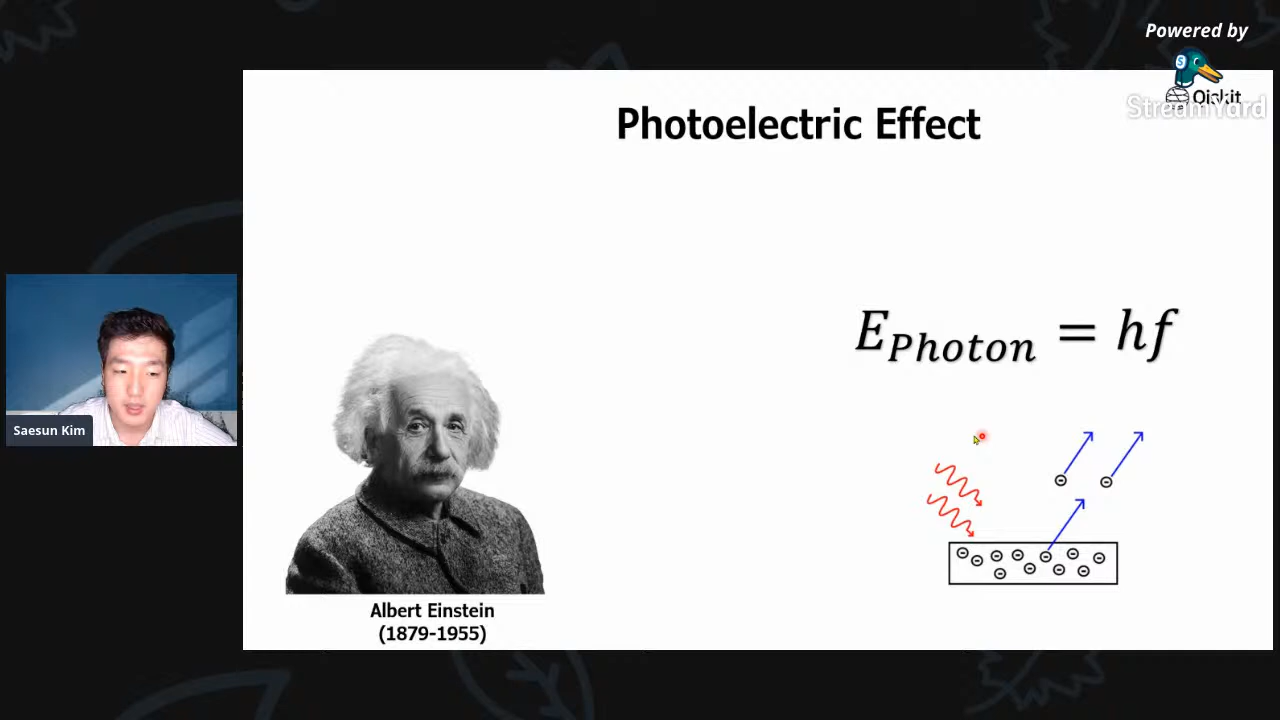 Powered by
S
Qiskit
StreamYard
Photoelectric Effect
E_Photon = hf
Saesun Kim
Albert Einstein
(1879-1955)